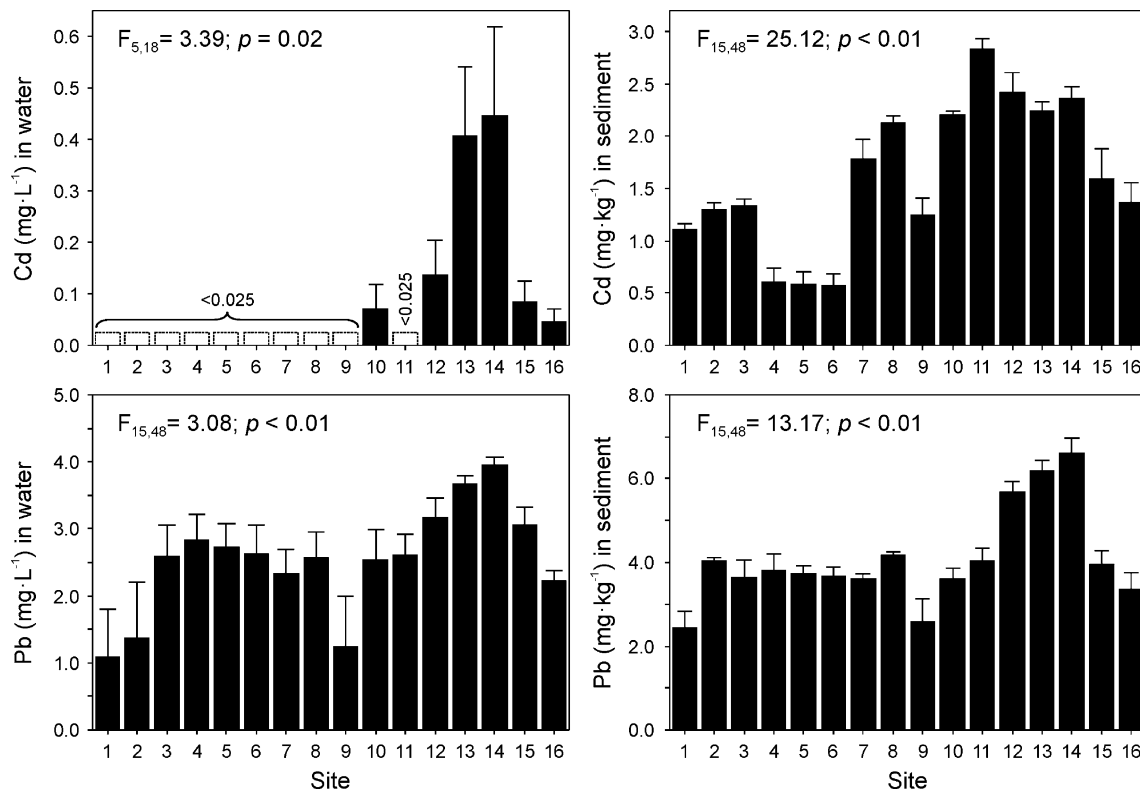 F5,18= 3.39; p = 0.02
Cd (mg·L-1) in water
0.6
0.5
0.4
0.3
0.2
0.1
0.0
<0.025
<0.025
1 2 3 4 5 6 7 8 9 10 11 12 13 14 15 16
F15,48= 25.12; p < 0.01
Cd (mg·kg-1) in sediment
3.0
2.5
2.0
1.5
1.0
0.5
0.0
1 2 3 4 5 6 7 8 9 10 11 12 13 14 15 16
F15,48= 3.08; p < 0.01
Pb (mg·L-1) in water
5.0
4.0
3.0
2.0
1.0
0.0
1 2 3 4 5 6 7 8 9 10 11 12 13 14 15 16
Site
F15,48= 13.17; p < 0.01
Pb (mg·kg-1) in sediment
8.0
6.0
4.0
2.0
0.0
1 2 3 4 5 6 7 8 9 10 11 12 13 14 15 16
Site